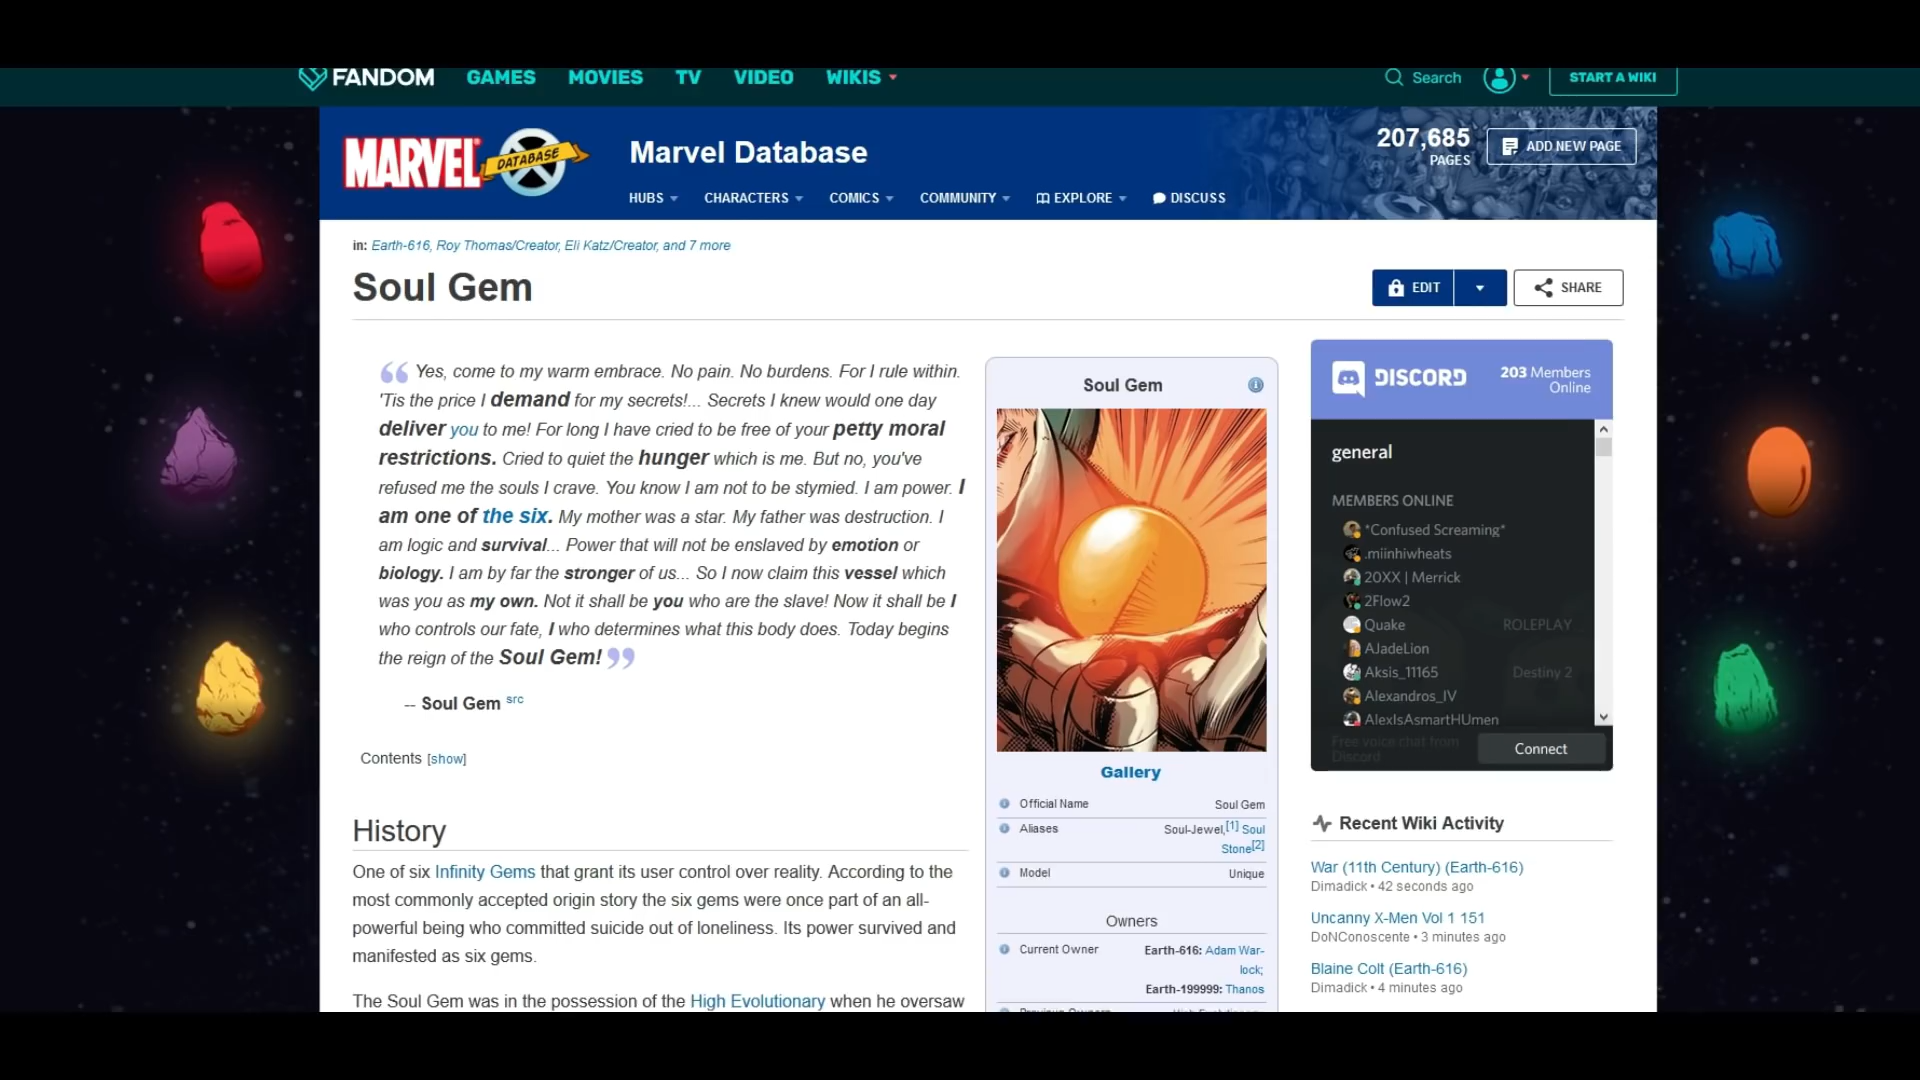 FANDOM GAMES MOVIES TV VIDEO WIKIS Search START A WIKI
MARVEL DATABASE
Marvel Database
207,685
PAGES
ADD NEW PAGE
HUBS CHARACTERS COMICS COMMUNITY EXPLORE DISCUSS
in: Earth-616, Roy Thomas/Creator, Eli Katz/Creator, and 7 more
Soul Gem
EDIT SHARE
“ Yes, come to my warm embrace. No pain. No burdens. For I rule within.
'Tis the price I demand for my secrets!... Secrets I knew would one day
deliver you to me! For long I have cried to be free of your petty moral
restrictions. Cried to quiet the hunger which is me. But no, you've
refused me the souls I crave. You know I am not to be stymied. I am power. I
am one of the six. My mother was a star. My father was destruction. I
am logic and survival... Power that will not be enslaved by emotion or
biology. I am by far the stronger of us... So I now claim this vessel which
was you as my own. Not it shall be you who are the slave! Now it shall be I
who controls our fate, I who determines what this body does. Today begins
the reign of the Soul Gem! ”
-- Soul Gem src
Contents [show]
History
One of six Infinity Gems that grant its user control over reality. According to the
most commonly accepted origin story the six gems were once part of an all-
powerful being who committed suicide out of loneliness. Its power survived and
manifested as six gems.
The Soul Gem was in the possession of the High Evolutionary when he oversaw
Soul Gem
Gallery
Official Name Soul Gem
Aliases Soul-Jewel,[1] Soul
Stone[2]
Model Unique
Owners
Current Owner Earth-616: Adam War-
lock;
Earth-199999: Thanos
DISCORD
203 Members
Online
general
MEMBERS ONLINE
*Confused Screaming*
.miinhiwheats
20XX | Merrick
2Flow2
Quake ROLEPLAY
AJadeLion
Aksis_11165 Destiny 2
Alexandros_IV
AlexIsAsmartHUmen
Free voice chat from
Discord
Connect
Recent Wiki Activity
War (11th Century) (Earth-616)
Dimadick • 42 seconds ago
Uncanny X-Men Vol 1 151
DoNConoscente • 3 minutes ago
Blaine Colt (Earth-616)
Dimadick • 4 minutes ago